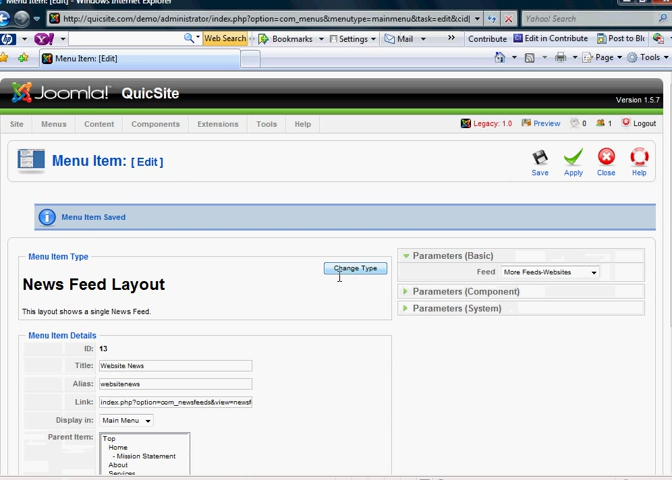 Menu Item: [Edit] - Windows Internet Explorer
http://quicsite.com/demo/administrator/index.php?option=com_menus&menutype=mainmenu&task=edit&cid
Yahoo! Search
Y! Web Search Bookmarks Settings Mail Contribute Edit in Contribute Post to Bl
Menu Item: [Edit] Page Tools
Joomla! QuicSite Version 1.5.7
Site Menus Content Components Extensions Tools Help Legacy: 1.0 Preview 0 1 Logout
Menu Item: [ Edit ] Save Apply Close Help
Menu Item Saved
Menu Item Type
Change Type
News Feed Layout
This layout shows a single News Feed.
Parameters (Basic)
Feed More Feeds-Websites
Parameters (Component)
Parameters (System)
Menu Item Details
ID: 13
Title: Website News
Alias: websitenews
Link: index.php?option=com_newsfeeds&view=newsf
Display in: Main Menu
Parent Item: Top
Home
- Mission Statement
About
Services